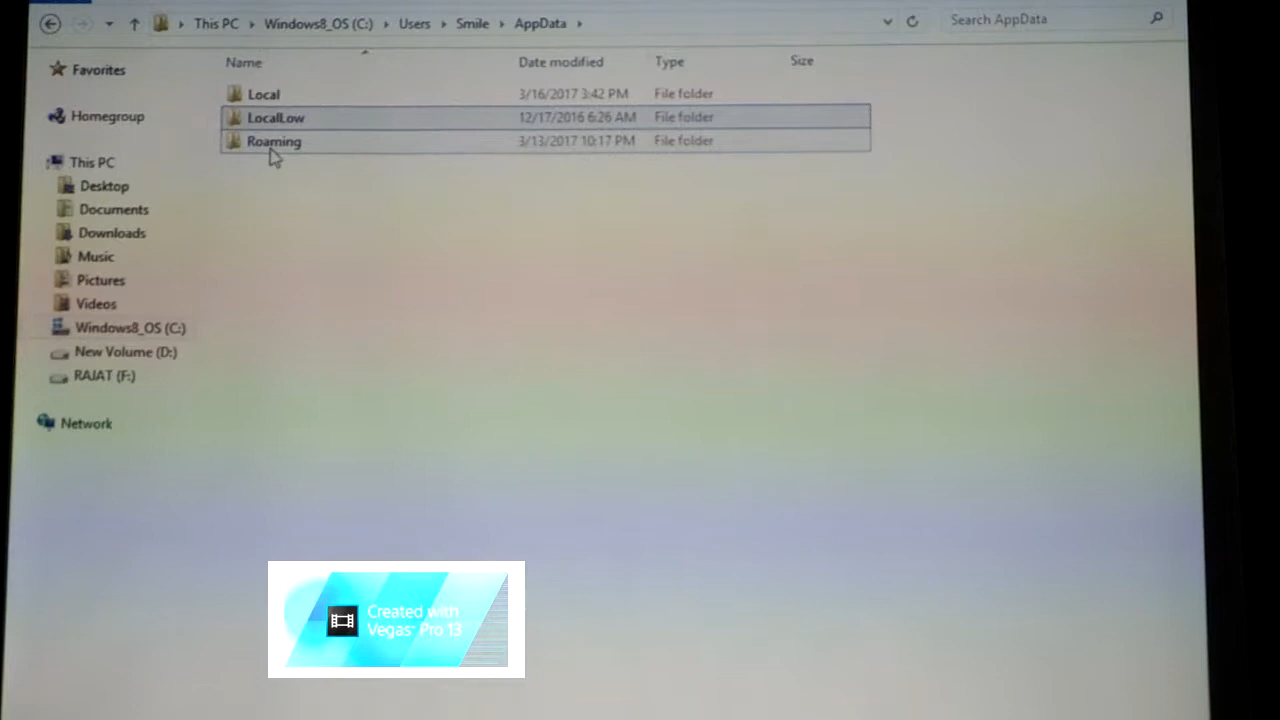 This PC Windows8_OS (C:) Users Smile AppData
Search AppData
Name Date modified Type Size
Local 3/16/2017 3:42 PM File folder
LocalLow 12/17/2016 6:26 AM File folder
Roaming 3/13/2017 10:17 PM File folder
Favorites
Homegroup
This PC
Desktop
Documents
Downloads
Music
Pictures
Videos
Windows8_OS (C:)
New Volume (D:)
RAJAT (F:)
Network
Created with
Vegas™ Pro 13